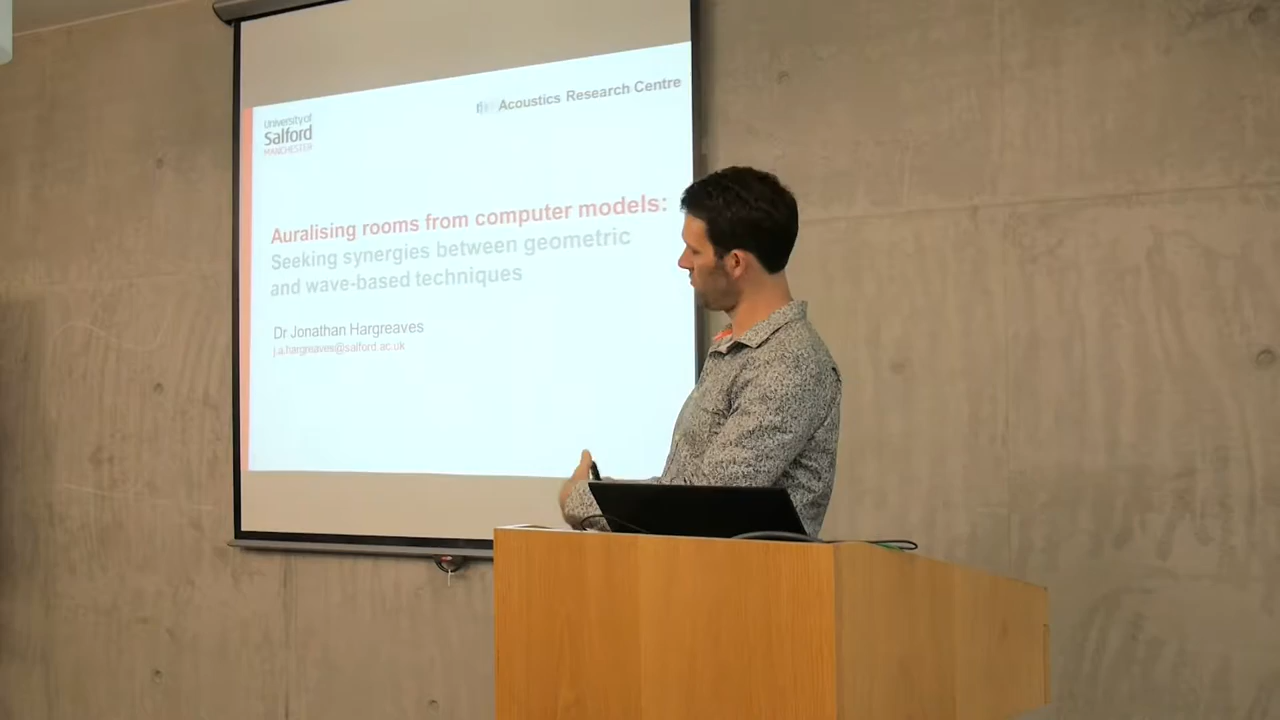 University of
Salford
MANCHESTER
Acoustics Research Centre
Auralising rooms from computer models:
Seeking synergies between geometric
and wave-based techniques
Dr Jonathan Hargreaves
j.a.hargreaves@salford.ac.uk